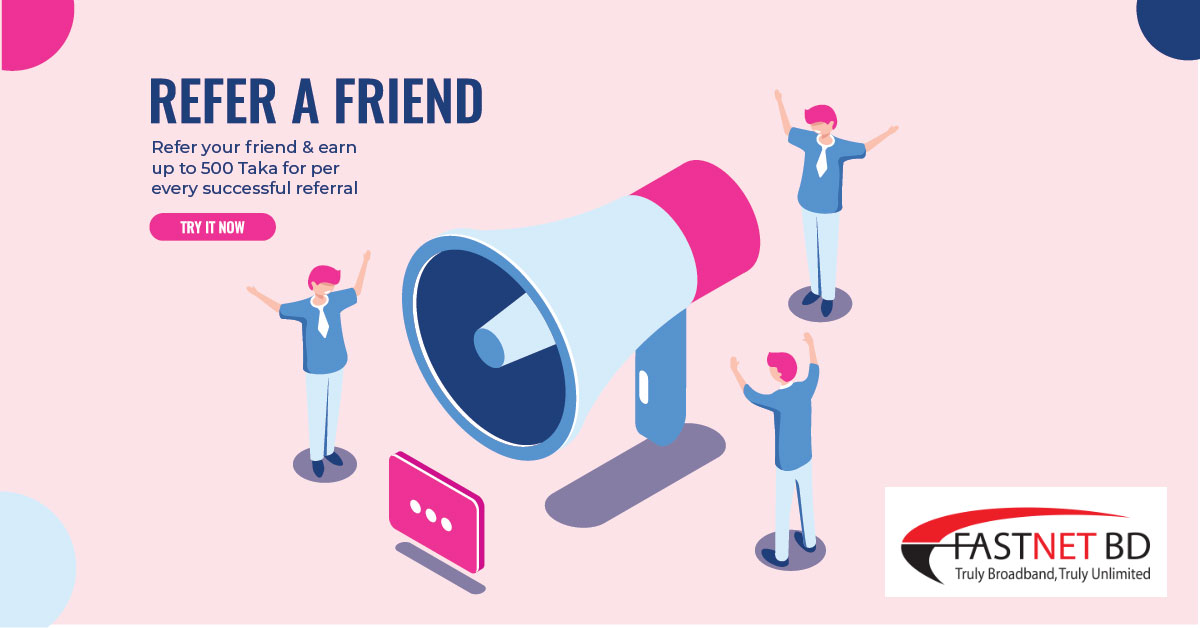 REFER A FRIEND
Refer your friend & earn
up to 500 Taka for per
every successful referral
TRY IT NOW
FASTNET BD
Truly Broadband, Truly Unlimited